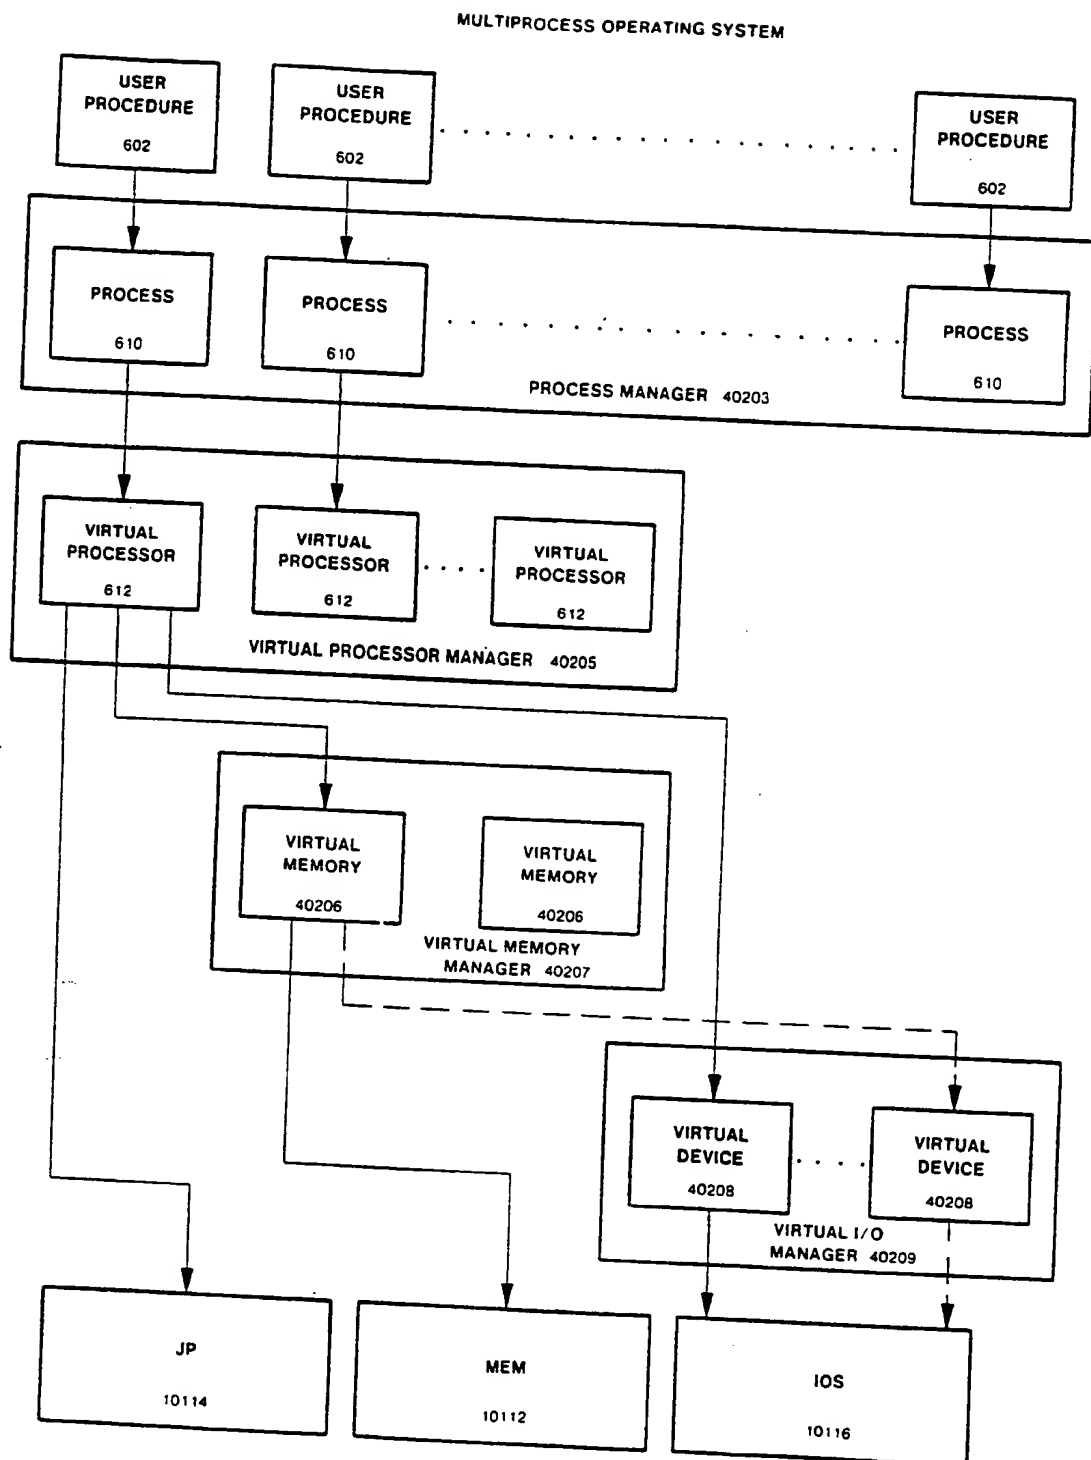 MULTIPROCESS OPERATING SYSTEM
USER
PROCEDURE
602
USER
PROCEDURE
602
USER
PROCEDURE
602
PROCESS
610
PROCESS
610
PROCESS
610
PROCESS MANAGER 40203
VIRTUAL
PROCESSOR
612
VIRTUAL
PROCESSOR
612
VIRTUAL
PROCESSOR
612
VIRTUAL PROCESSOR MANAGER 40205
VIRTUAL
MEMORY
40206
VIRTUAL
MEMORY
40206
VIRTUAL MEMORY
MANAGER 40207
VIRTUAL
DEVICE
40208
VIRTUAL
DEVICE
40208
VIRTUAL I/O
MANAGER 40209
JP
10114
MEM
10112
IOS
10116